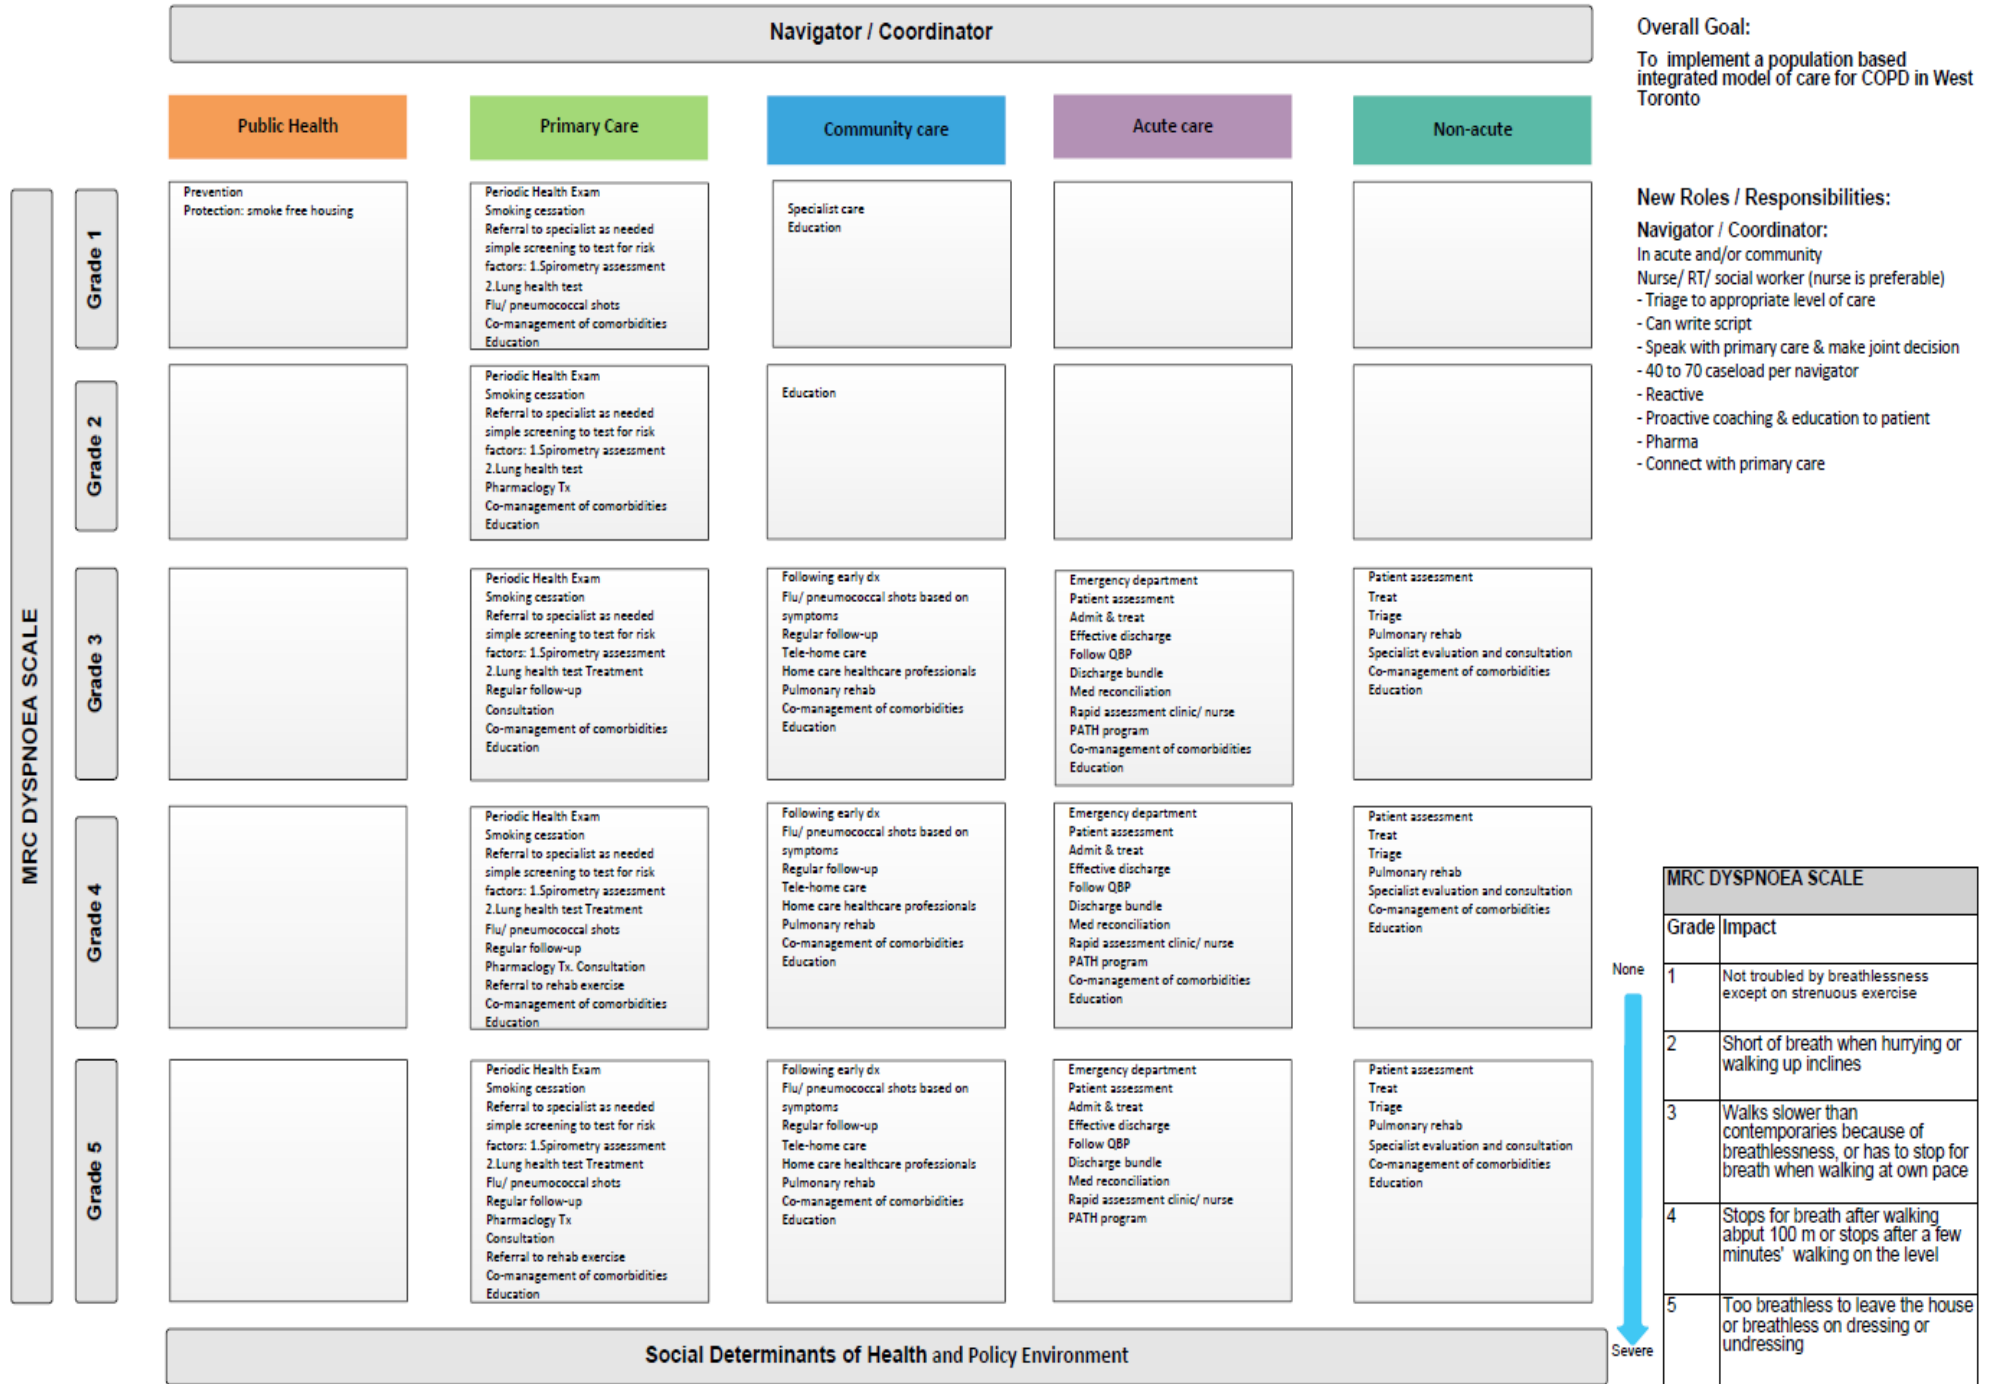 Navigator / Coordinator
Public Health
Primary Care
Community care
Acute care
Non-acute
MRC DYSPNOEA SCALE
Grade 1
Prevention
Protection: smoke free housing
Periodic Health Exam
Smoking cessation
Referral to specialist as needed
simple screening to test for risk
factors: 1.Spirometry assessment
2.Lung health test
Flu/ pneumococcal shots
Co-management of comorbidities
Education
Specialist care
Education
Grade 2
Periodic Health Exam
Smoking cessation
Referral to specialist as needed
simple screening to test for risk
factors: 1.Spirometry assessment
2.Lung health test
Pharmaclogy Tx
Co-management of comorbidities
Education
Education
Grade 3
Periodic Health Exam
Smoking cessation
Referral to specialist as needed
simple screening to test for risk
factors: 1.Spirometry assessment
2.Lung health test Treatment
Regular follow-up
Consultation
Co-management of comorbidities
Education
Following early dx
Flu/ pneumococcal shots based on
symptoms
Regular follow-up
Tele-home care
Home care healthcare professionals
Pulmonary rehab
Co-management of comorbidities
Education
Emergency department
Patient assessment
Admit & treat
Effective discharge
Follow QBP
Discharge bundle
Med reconciliation
Rapid assessment clinic/ nurse
PATH program
Co-management of comorbidities
Education
Patient assessment
Treat
Triage
Pulmonary rehab
Specialist evaluation and consultation
Co-management of comorbidities
Education
Grade 4
Periodic Health Exam
Smoking cessation
Referral to specialist as needed
simple screening to test for risk
factors: 1.Spirometry assessment
2.Lung health test Treatment
Flu/ pneumococcal shots
Regular follow-up
Pharmaclogy Tx. Consultation
Referral to rehab exercise
Co-management of comorbidities
Education
Following early dx
Flu/ pneumococcal shots based on
symptoms
Regular follow-up
Tele-home care
Home care healthcare professionals
Pulmonary rehab
Co-management of comorbidities
Education
Emergency department
Patient assessment
Admit & treat
Effective discharge
Follow QBP
Discharge bundle
Med reconciliation
Rapid assessment clinic/ nurse
PATH program
Co-management of comorbidities
Education
Patient assessment
Treat
Triage
Pulmonary rehab
Specialist evaluation and consultation
Co-management of comorbidities
Education
Grade 5
Periodic Health Exam
Smoking cessation
Referral to specialist as needed
simple screening to test for risk
factors: 1.Spirometry assessment
2.Lung health test Treatment
Flu/ pneumococcal shots
Regular follow-up
Pharmaclogy Tx
Consultation
Referral to rehab exercise
Co-management of comorbidities
Education
Following early dx
Flu/ pneumococcal shots based on
symptoms
Regular follow-up
Tele-home care
Home care healthcare professionals
Pulmonary rehab
Co-management of comorbidities
Education
Emergency department
Patient assessment
Admit & treat
Effective discharge
Follow QBP
Discharge bundle
Med reconciliation
Rapid assessment clinic/ nurse
PATH program
Patient assessment
Treat
Triage
Pulmonary rehab
Specialist evaluation and consultation
Co-management of comorbidities
Education
Social Determinants of Health and Policy Environment
Overall Goal:
To implement a population based
integrated model of care for COPD in West
Toronto
New Roles / Responsibilities:
Navigator / Coordinator:
In acute and/or community
Nurse/ RT/ social worker (nurse is preferable)
- Triage to appropriate level of care
- Can write script
- Speak with primary care & make joint decision
- 40 to 70 caseload per navigator
- Reactive
- Proactive coaching & education to patient
- Pharma
- Connect with primary care
None
Severe
MRC DYSPNOEA SCALE
Grade Impact
1 Not troubled by breathlessness
except on strenuous exercise
2 Short of breath when hurrying or
walking up inclines
3 Walks slower than
contemporaries because of
breathlessness, or has to stop for
breath when walking at own pace
4 Stops for breath after walking
abput 100 m or stops after a few
minutes' walking on the level
5 Too breathless to leave the house
or breathless on dressing or
undressing